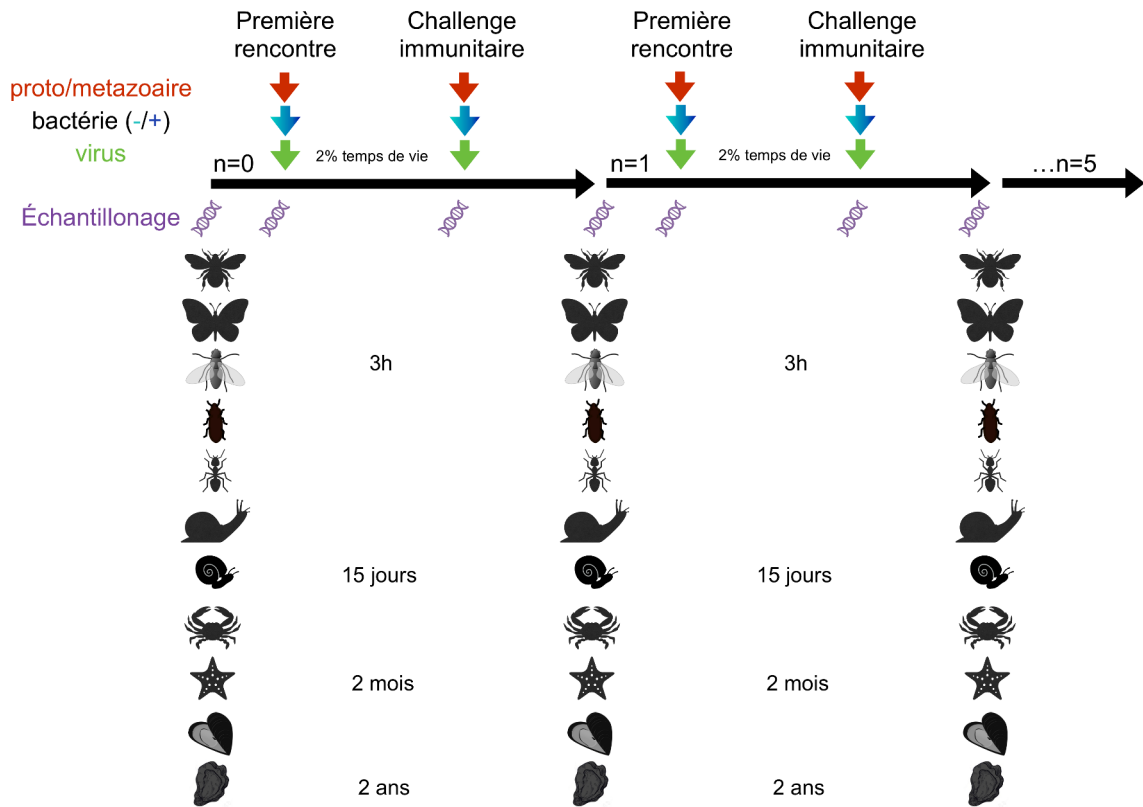 Première
rencontre
Challenge
immunitaire
Première
rencontre
Challenge
immunitaire
proto/metazoaire
bactérie (-/+)
virus
n=0
2% temps de vie
n=1
2% temps de vie
...n=5
Échantillonage
3h
3h
15 jours
15 jours
2 mois
2 mois
2 ans
2 ans